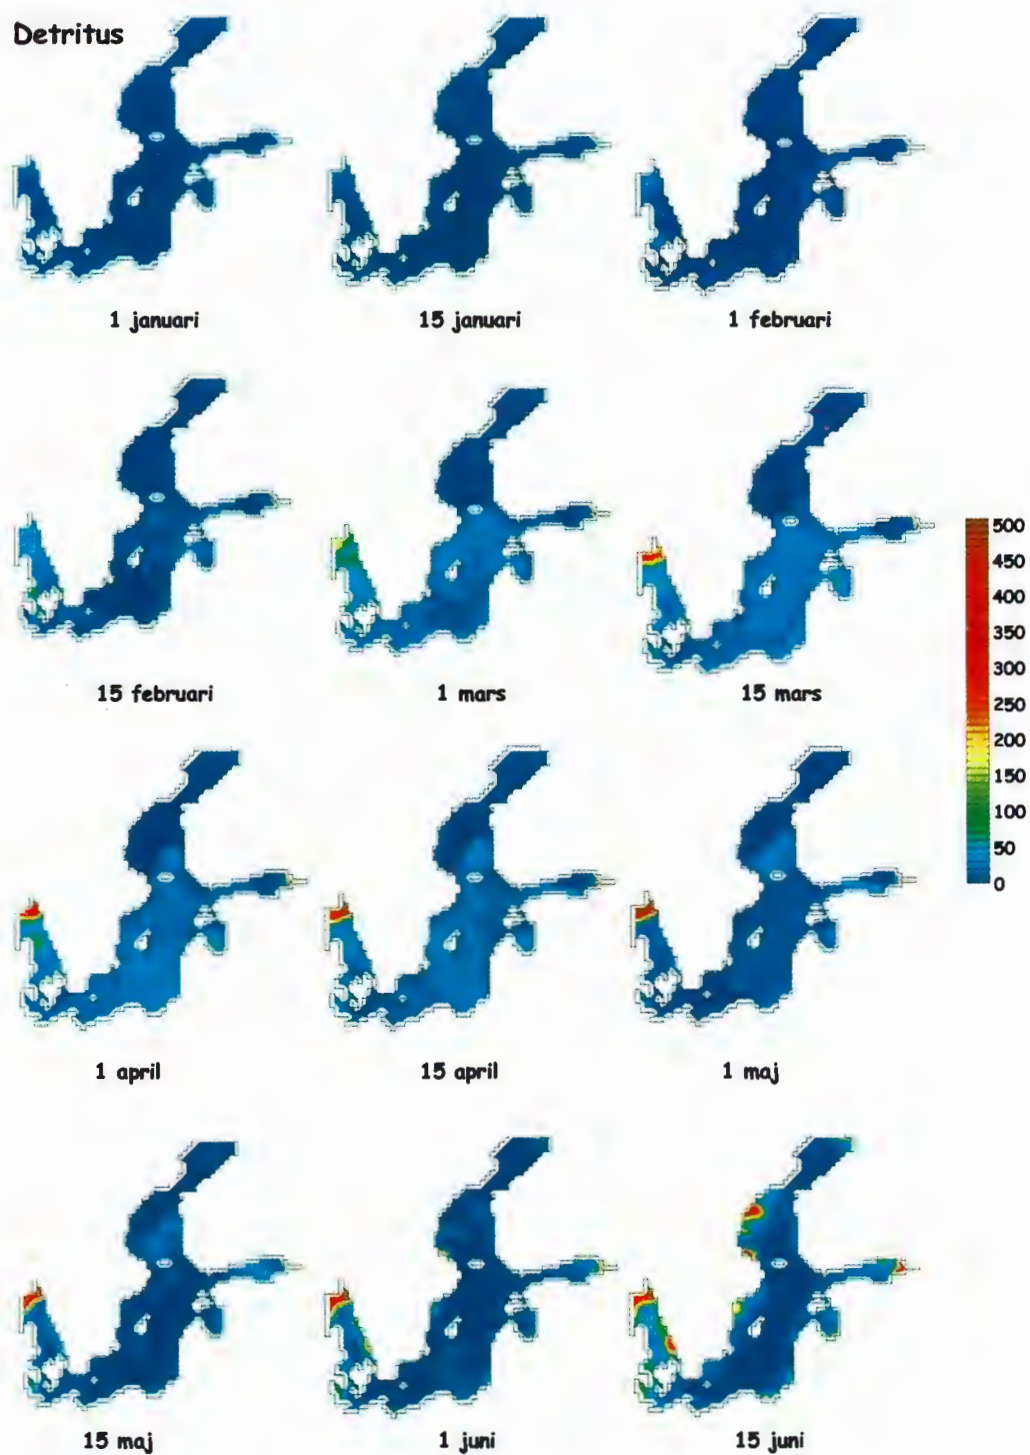 Detritus
1 januari
15 januari
1 februari
15 februari
1 mars
15 mars
500
450
400
350
300
250
200
150
100
50
0
1 april
15 april
1 maj
15 maj
1 juni
15 juni